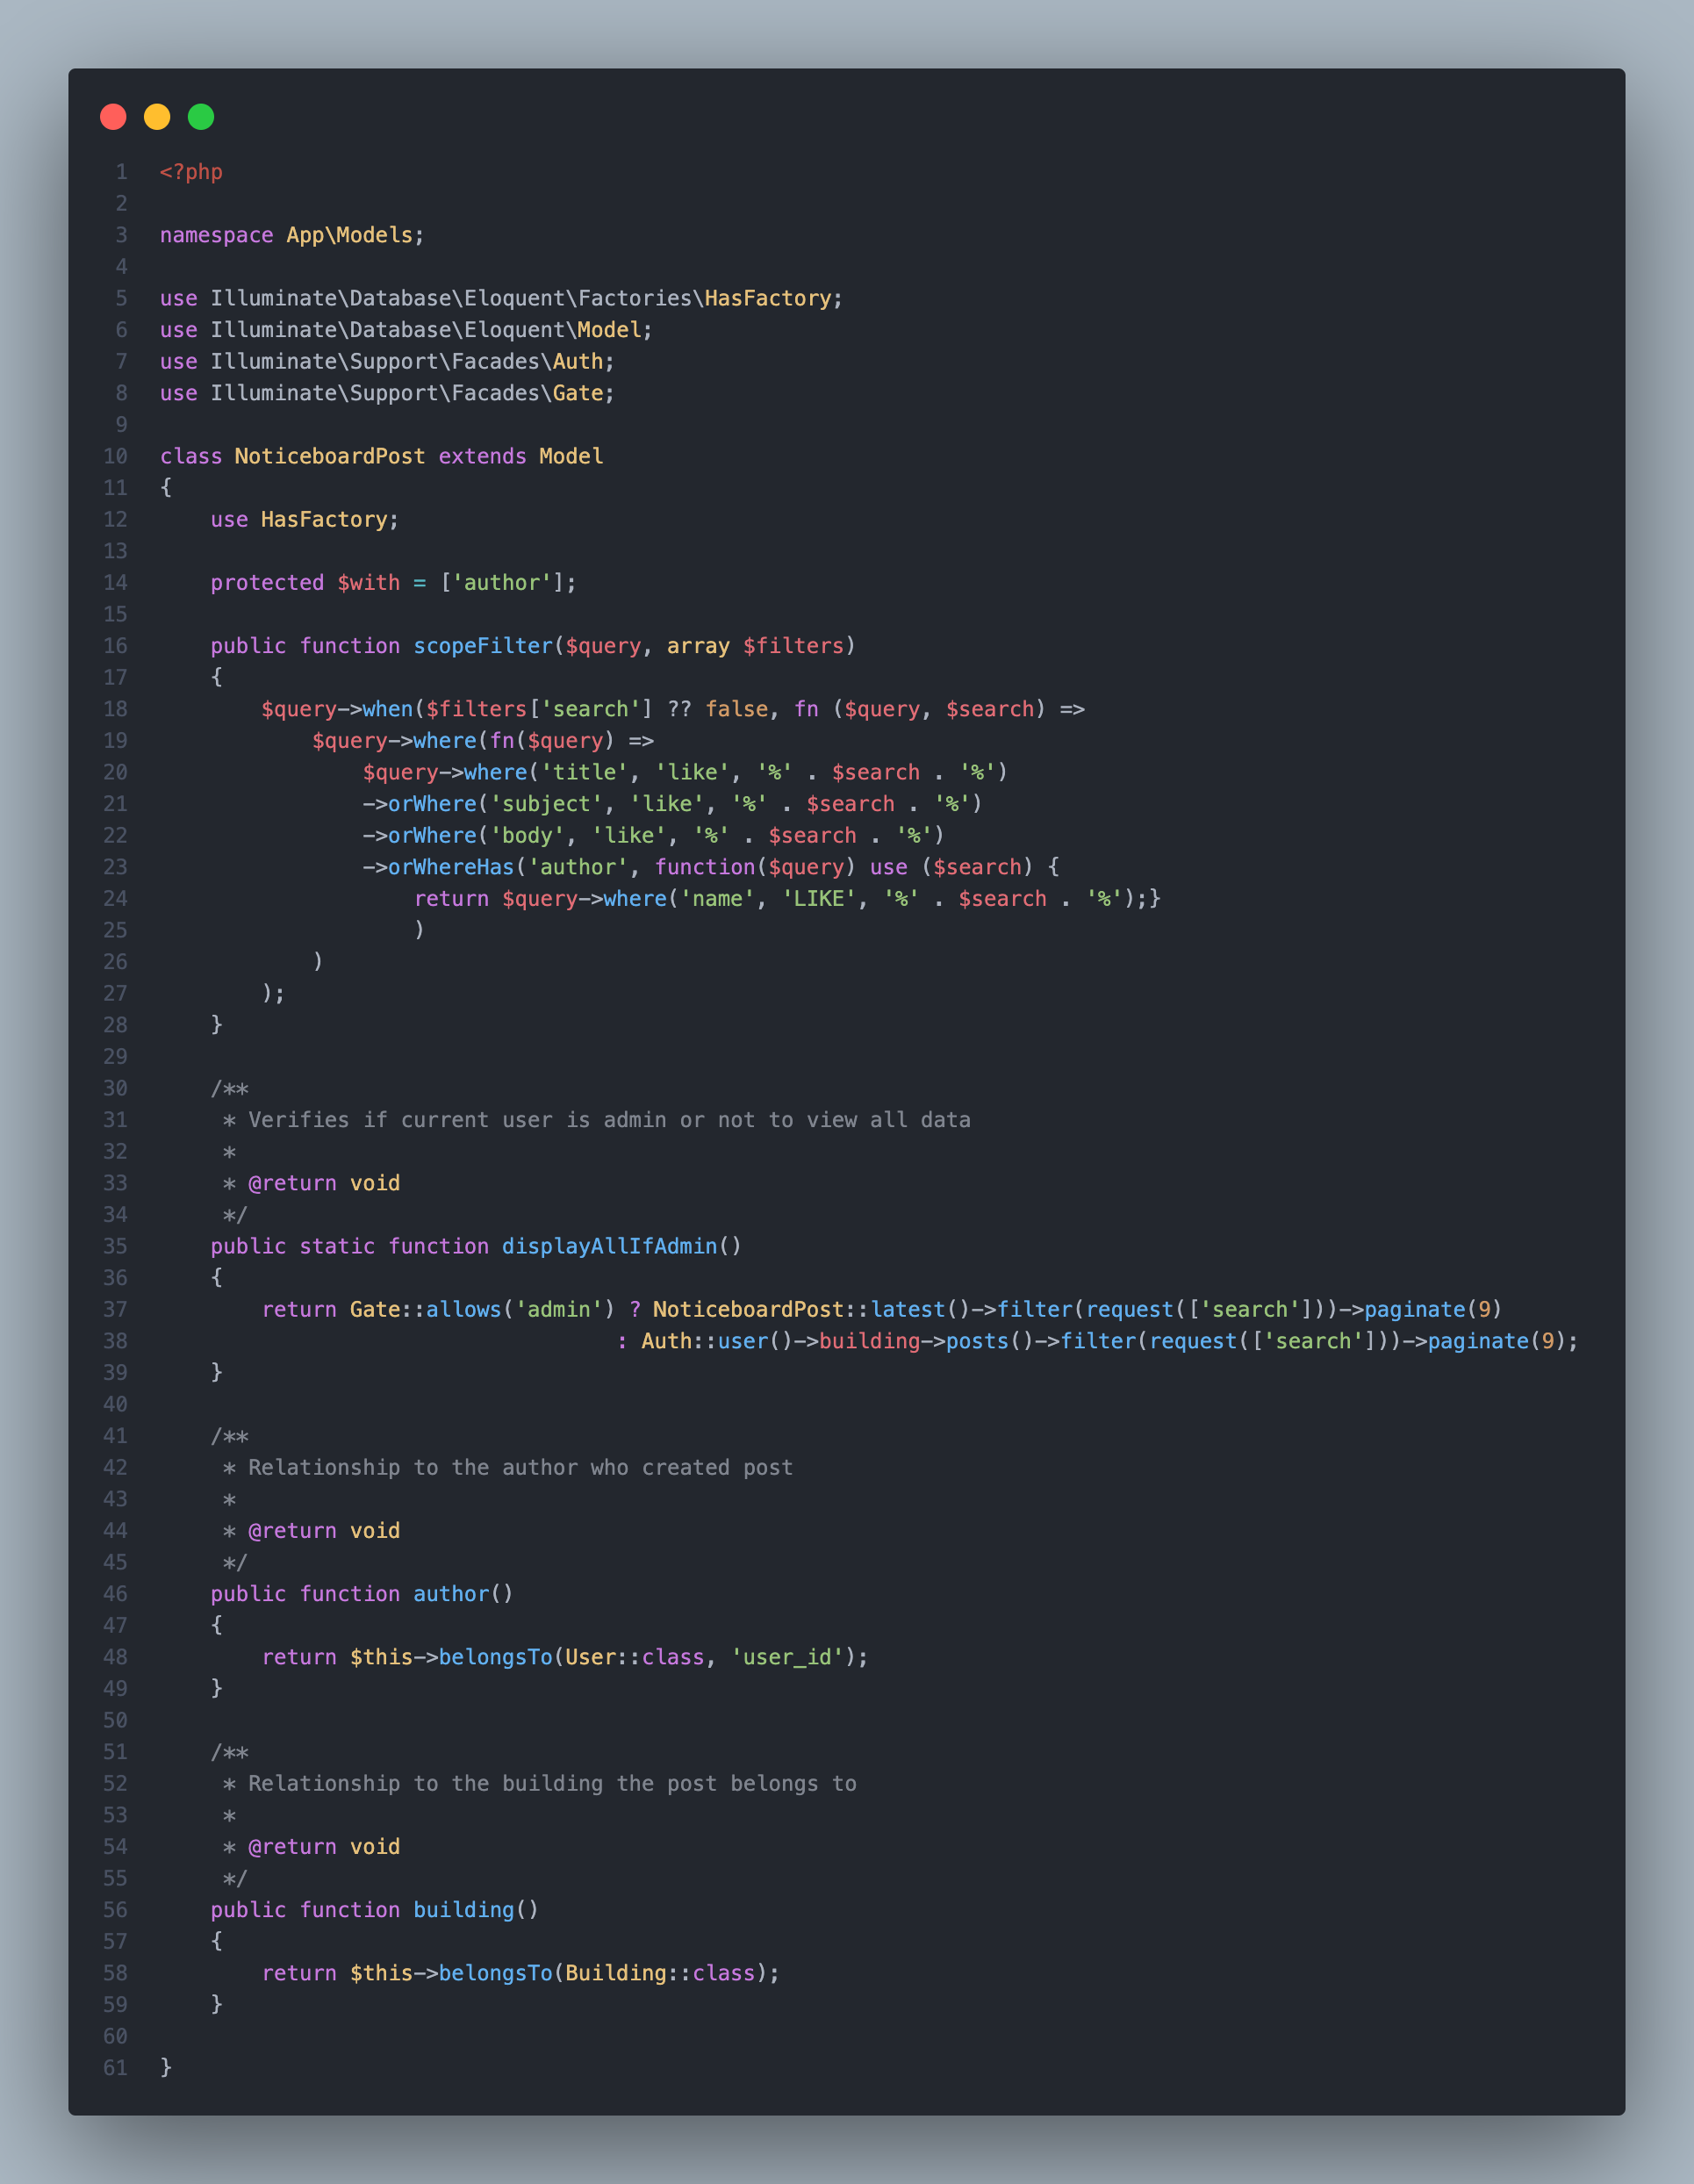 1 <?php
2
3 namespace App\Models;
4
5 use Illuminate\Database\Eloquent\Factories\HasFactory;
6 use Illuminate\Database\Eloquent\Model;
7 use Illuminate\Support\Facades\Auth;
8 use Illuminate\Support\Facades\Gate;
9
10 class NoticeboardPost extends Model
11 {
12     use HasFactory;
13
14     protected $with = ['author'];
15
16     public function scopeFilter($query, array $filters)
17     {
18         $query->when($filters['search'] ?? false, fn ($query, $search) =>
19             $query->where(fn($query) =>
20                 $query->where('title', 'like', '%' . $search . '%')
21                 ->orWhere('subject', 'like', '%' . $search . '%')
22                 ->orWhere('body', 'like', '%' . $search . '%')
23                 ->orWhereHas('author', function($query) use ($search) {
24                     return $query->where('name', 'LIKE', '%' . $search . '%');}
25                     )
26             )
27         );
28     }
29
30     /**
31      * Verifies if current user is admin or not to view all data
32      *
33      * @return void
34      */
35     public static function displayAllIfAdmin()
36     {
37         return Gate::allows('admin') ? NoticeboardPost::latest()->filter(request(['search']))->paginate(9)
38                                     : Auth::user()->building->posts()->filter(request(['search']))->paginate(9);
39     }
40
41     /**
42      * Relationship to the author who created post
43      *
44      * @return void
45      */
46     public function author()
47     {
48         return $this->belongsTo(User::class, 'user_id');
49     }
50
51     /**
52      * Relationship to the building the post belongs to
53      *
54      * @return void
55      */
56     public function building()
57     {
58         return $this->belongsTo(Building::class);
59     }
60
61 }